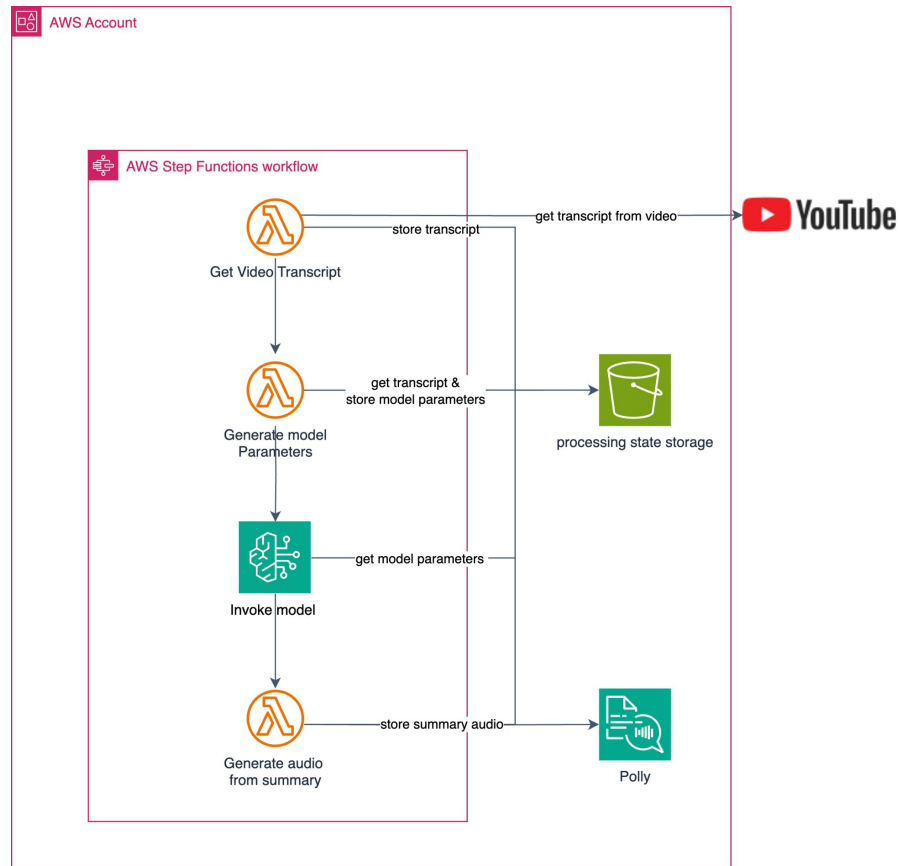 AWS Account
AWS Step Functions workflow
get transcript from video
YouTube
store transcript
Get Video Transcript
get transcript &
store model parameters
Generate model
Parameters
processing state storage
get model parameters
Invoke model
store summary audio
Generate audio
from summary
Polly